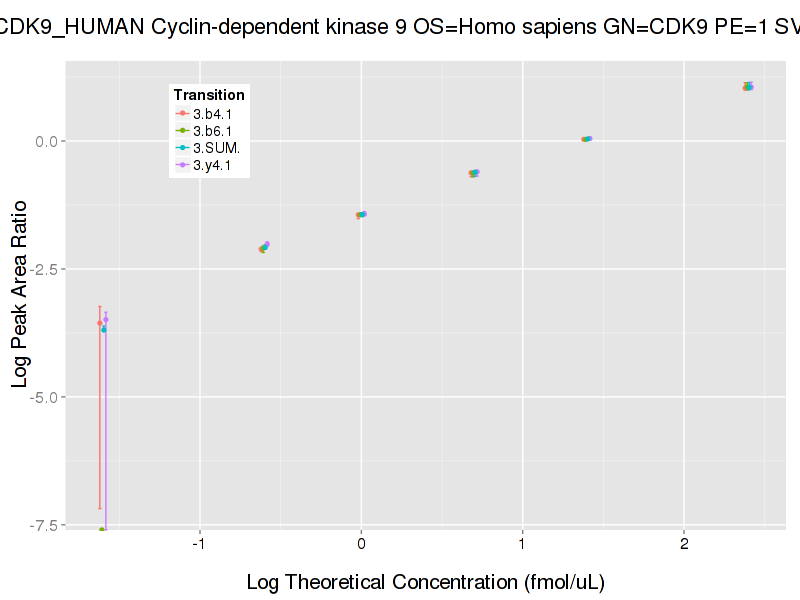 CDK9_HUMAN Cyclin-dependent kinase 9 OS=Homo sapiens GN=CDK9 PE=1 SV
Transition
3.b4.1
3.b6.1
3.SUM.
3.y4.1
Log Peak Area Ratio
0.0
-2.5
-5.0
-7.5
-1
0
1
2
Log Theoretical Concentration (fmol/uL)